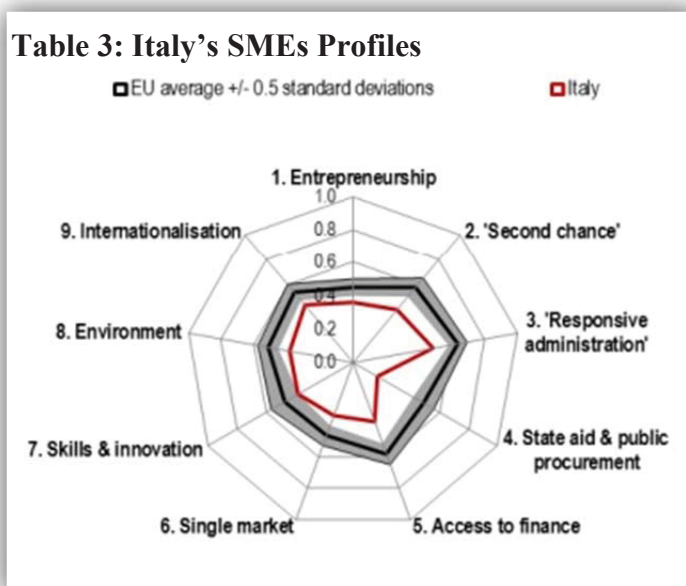 Table 3: Italy's SMEs Profiles
EU average +/- 0.5 standard deviations Italy
1. Entrepreneurship
1.0
9. Internationalisation 0.8 2. 'Second chance'
0.6
0.4
8. Environment 0.2 3. 'Responsive
administration'
0.0
7. Skills & innovation 4. State aid & public
procurement
6. Single market 5. Access to finance